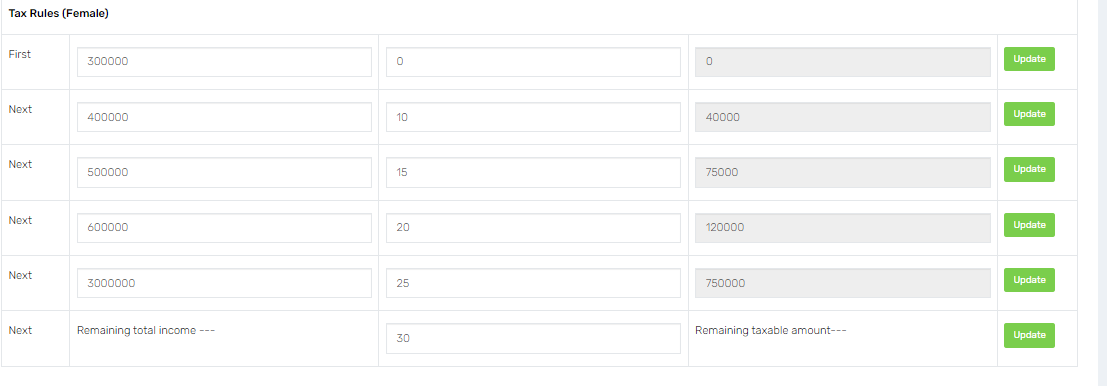 Tax Rules (Female)
First 300000 0 0 Update
Next 400000 10 40000 Update
Next 500000 15 75000 Update
Next 600000 20 120000 Update
Next 3000000 25 750000 Update
Next Remaining total income --- 30 Remaining taxable amount--- Update